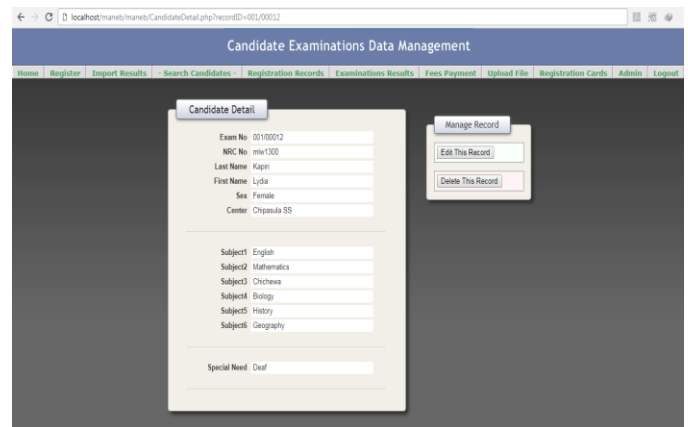 localhost/maneb/maneb/CandidateDetail.php?recordID=001/00012
Candidate Examinations Data Management
Home Register Import Results - Search Candidates - Registration Records Examinations Results Fees Payment Upload File Registration Cards Admin Logout
Candidate Detail
Exam No 001/00012
NRC No mlw1300
Last Name Kapiri
First Name Lydia
Sex Female
Center Chipasula SS
Subject1 English
Subject2 Mathematics
Subject3 Chichewa
Subject4 Biology
Subject5 History
Subject6 Geography
Special Need Deaf
Manage Record
Edit This Record
Delete This Record